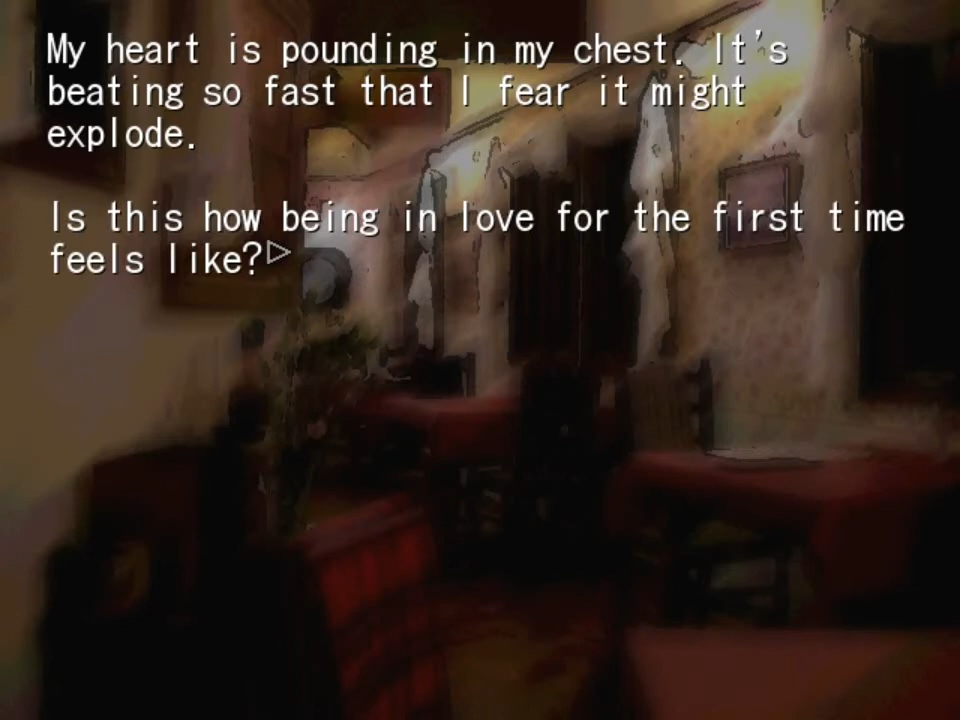 My heart is pounding in my chest. It's
beating so fast that I fear it might
explode.
Is this how being in love for the first time
feels like?